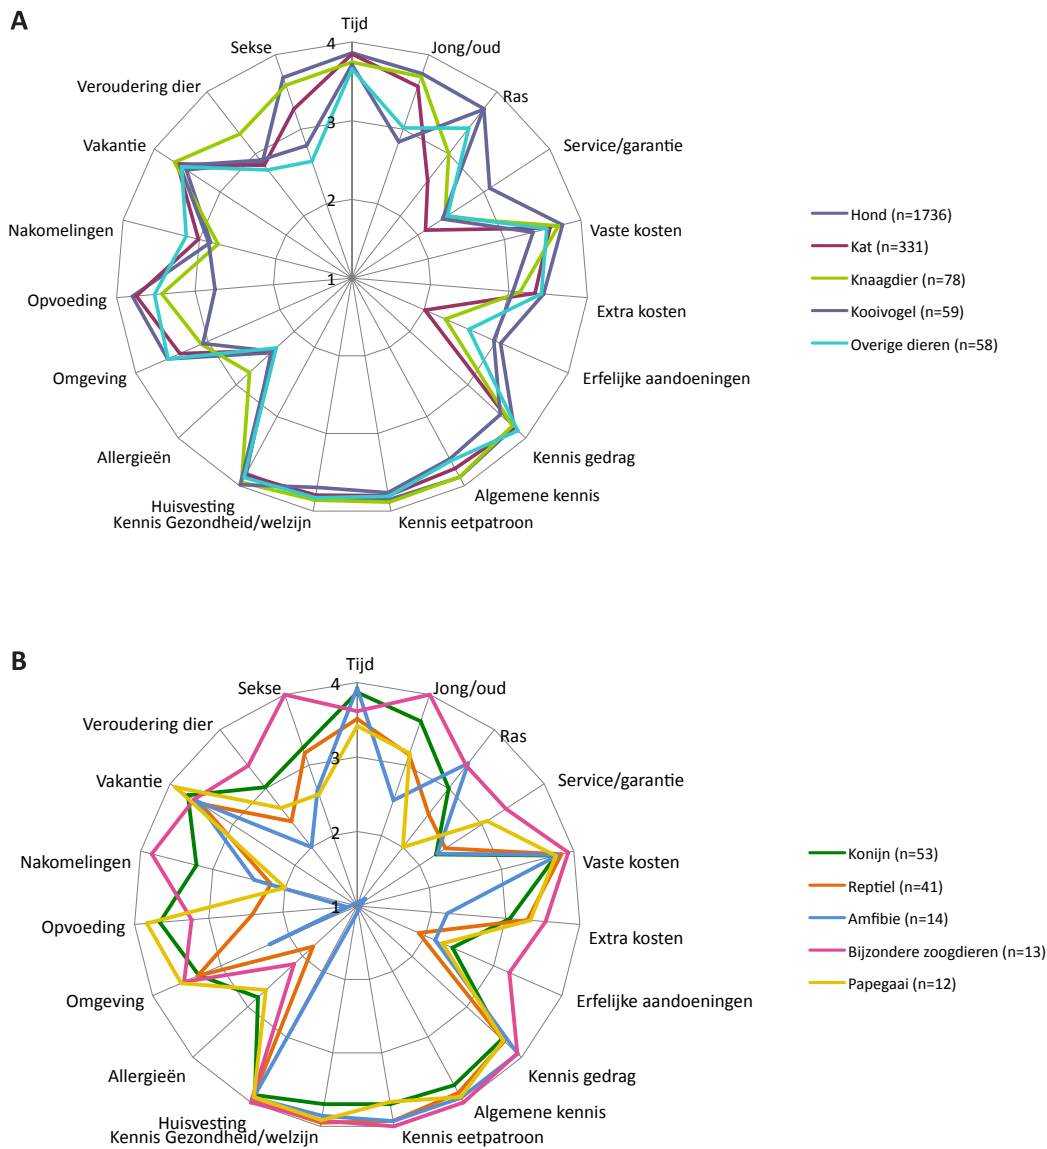 A
Tijd
4
Sekse
Jong/oud
Veroudering dier
Ras
3
Vakantie
Service/garantie
2
Hond (n=1736)
Nakomelingen
Vaste kosten
Kat (n=331)
1
Knaagdier (n=78)
Opvoeding
Extra kosten
Kooivogel (n=59)
Overige dieren (n=58)
Omgeving
Erfelijke aandoeningen
Allergieën
Kennis gedrag
Huisvesting
Algemene kennis
Kennis Gezondheid/welzijn
Kennis eetpatroon
B
Tijd
4
Sekse
Jong/oud
Veroudering dier
Ras
3
Vakantie
Service/garantie
2
Nakomelingen
Vaste kosten
Konijn (n=53)
Reptiel (n=41)
1
Amfibie (n=14)
Opvoeding
Extra kosten
Bijzondere zoogdieren (n=13)
Papegaai (n=12)
Omgeving
Erfelijke aandoeningen
Allergieën
Kennis gedrag
Huisvesting
Algemene kennis
Kennis Gezondheid/welzijn
Kennis eetpatroon